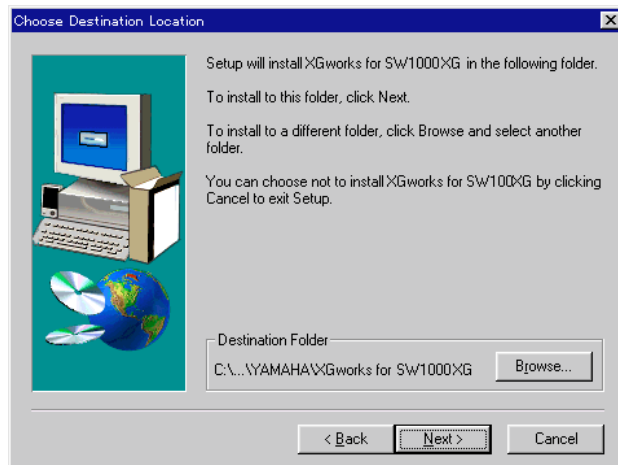 Choose Destination Location
Setup will install XGworks for SW1000XG in the following folder.
To install to this folder, click Next.
To install to a different folder, click Browse and select another
folder.
You can choose not to install XGworks for SW100XG by clicking
Cancel to exit Setup.
Destination Folder
C:\...\YAMAHA\XGworks for SW1000XG
Browse...
< Back
Next >
Cancel